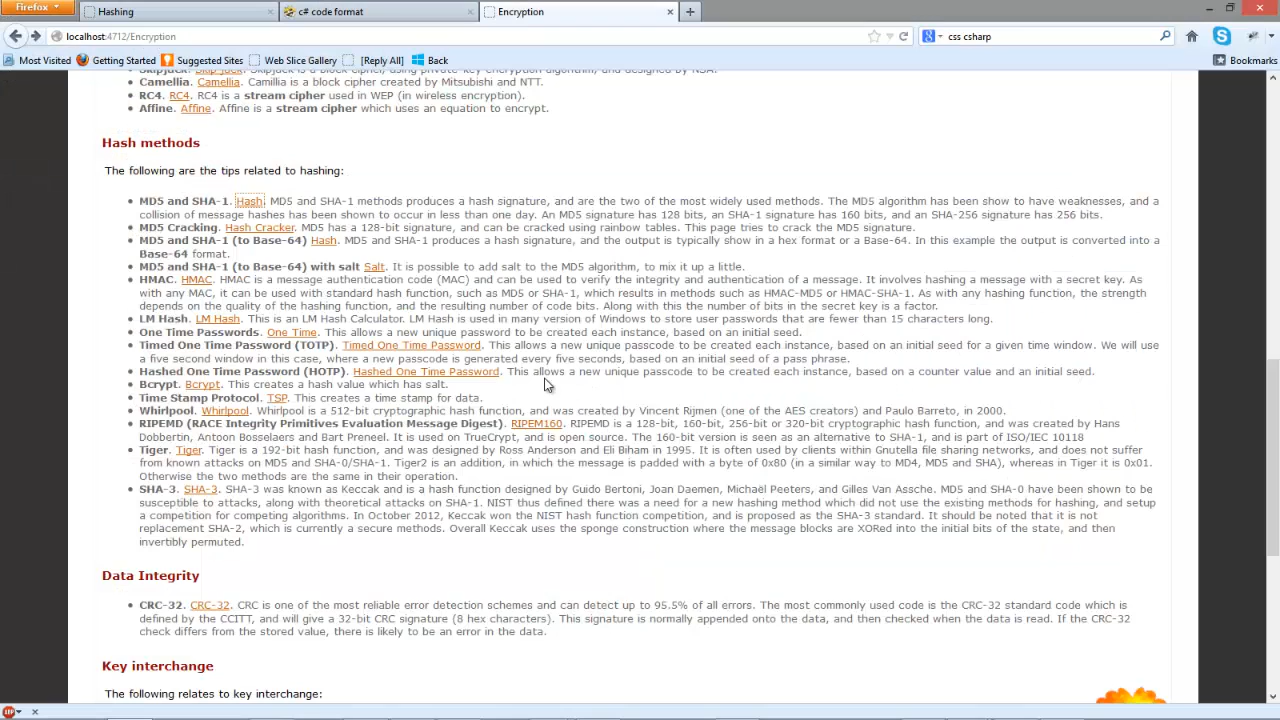 Firefox
Hashing
c# code format
Encryption
localhost:4712/Encryption
css csharp
Most Visited Getting Started Suggested Sites Web Slice Gallery [Reply All] Back Bookmarks
Skipjack. Skip jack. Skipjack is a block cipher, using private-key encryption algorithm, and designed by NSA.
Camellia. Camellia. Camillia is a block cipher created by Mitsubishi and NTT.
RC4. RC4. RC4 is a stream cipher used in WEP (in wireless encryption).
Affine. Affine. Affine is a stream cipher which uses an equation to encrypt.
Hash methods
The following are the tips related to hashing:
MD5 and SHA-1. Hash. MD5 and SHA-1 methods produces a hash signature, and are the two of the most widely used methods. The MD5 algorithm has been show to have weaknesses, and a
collision of message hashes has been shown to occur in less than one day. An MD5 signature has 128 bits, an SHA-1 signature has 160 bits, and an SHA-256 signature has 256 bits.
MD5 Cracking. Hash Cracker. MD5 has a 128-bit signature, and can be cracked using rainbow tables. This page tries to crack the MD5 signature.
MD5 and SHA-1 (to Base-64) Hash. MD5 and SHA-1 produces a hash signature, and the output is typically show in a hex format or a Base-64. In this example the output is converted into a
Base-64 format.
MD5 and SHA-1 (to Base-64) with salt Salt. It is possible to add salt to the MD5 algorithm, to mix it up a little.
HMAC. HMAC. HMAC is a message authentication code (MAC) and can be used to verify the integrity and authentication of a message. It involves hashing a message with a secret key. As
with any MAC, it can be used with standard hash function, such as MD5 or SHA-1, which results in methods such as HMAC-MD5 or HMAC-SHA-1. As with any hashing function, the strength
depends on the quality of the hashing function, and the resulting number of code bits. Along with this the number of bits in the secret key is a factor.
LM Hash. LM Hash. This is an LM Hash Calculator. LM Hash is used in many version of Windows to store user passwords that are fewer than 15 characters long.
One Time Passwords. One Time. This allows a new unique password to be created each instance, based on an initial seed.
Timed One Time Password (TOTP). Timed One Time Password. This allows a new unique passcode to be created each instance, based on an initial seed for a given time window. We will use
a five second window in this case, where a new passcode is generated every five seconds, based on an initial seed of a pass phrase.
Hashed One Time Password (HOTP). Hashed One Time Password. This allows a new unique passcode to be created each instance, based on a counter value and an initial seed.
Bcrypt. Bcrypt. This creates a hash value which has salt.
Time Stamp Protocol. TSP. This creates a time stamp for data.
Whirlpool. Whirlpool. Whirlpool is a 512-bit cryptographic hash function, and was created by Vincent Rijmen (one of the AES creators) and Paulo Barreto, in 2000.
RIPEMD (RACE Integrity Primitives Evaluation Message Digest). RIPEM160. RIPEMD is a 128-bit, 160-bit, 256-bit or 320-bit cryptographic hash function, and was created by Hans
Dobbertin, Antoon Bosselaers and Bart Preneel. It is used on TrueCrypt, and is open source. The 160-bit version is seen as an alternative to SHA-1, and is part of ISO/IEC 10118
Tiger. Tiger. Tiger is a 192-bit hash function, and was designed by Ross Anderson and Eli Biham in 1995. It is often used by clients within Gnutella file sharing networks, and does not suffer
from known attacks on MD5 and SHA-0/SHA-1. Tiger2 is an addition, in which the message is padded with a byte of 0x80 (in a similar way to MD4, MD5 and SHA), whereas in Tiger it is 0x01.
Otherwise the two methods are the same in their operation.
SHA-3. SHA-3. SHA-3 was known as Keccak and is a hash function designed by Guido Bertoni, Joan Daemen, Michaël Peeters, and Gilles Van Assche. MD5 and SHA-0 have been shown to be
susceptible to attacks, along with theoretical attacks on SHA-1. NIST thus defined there was a need for a new hashing method which did not use the existing methods for hashing, and setup
a competition for competing algorithms. In October 2012, Keccak won the NIST hash function competition, and is proposed as the SHA-3 standard. It should be noted that it is not
replacement SHA-2, which is currently a secure methods. Overall Keccak uses the sponge construction where the message blocks are XORed into the initial bits of the state, and then
invertibly permuted.
Data Integrity
CRC-32. CRC-32. CRC is one of the most reliable error detection schemes and can detect up to 95.5% of all errors. The most commonly used code is the CRC-32 standard code which is
defined by the CCITT, and will give a 32-bit CRC signature (8 hex characters). This signature is normally appended onto the data, and then checked when the data is read. If the CRC-32
check differs from the stored value, there is likely to be an error in the data.
Key interchange
The following relates to key interchange: